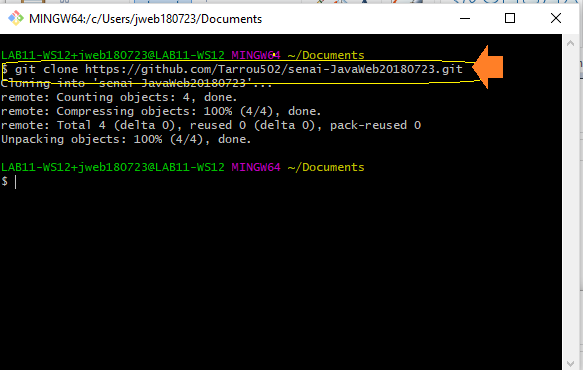 MINGW64:/c/Users/jweb180723/Documents
LAB11-WS12+jweb180723@LAB11-WS12 MINGW64 ~/Documents
$ git clone https://github.com/Tarrou502/senai-JavaWeb20180723.git
Cloning into 'senai-JavaWeb20180723'...
remote: Counting objects: 4, done.
remote: Compressing objects: 100% (4/4), done.
remote: Total 4 (delta 0), reused 0 (delta 0), pack-reused 0
Unpacking objects: 100% (4/4), done.
LAB11-WS12+jweb180723@LAB11-WS12 MINGW64 ~/Documents
$